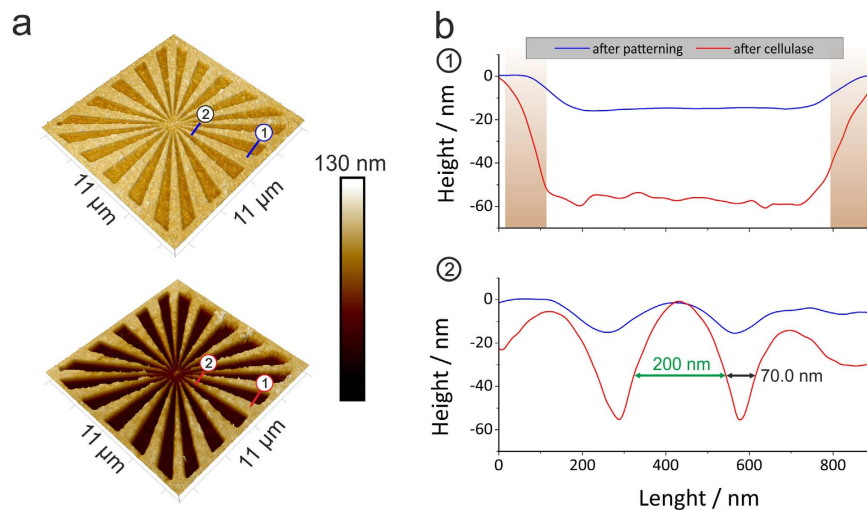 a
2
1
11 µm
11 µm
130 nm
2
1
11 µm
11 µm
b
after patterning
after cellulase
1
0
-20
-40
-60
Height / nm
2
0
-20
-40
-60
Height / nm
200 nm
70.0 nm
0
200
400
600
800
Lenght / nm